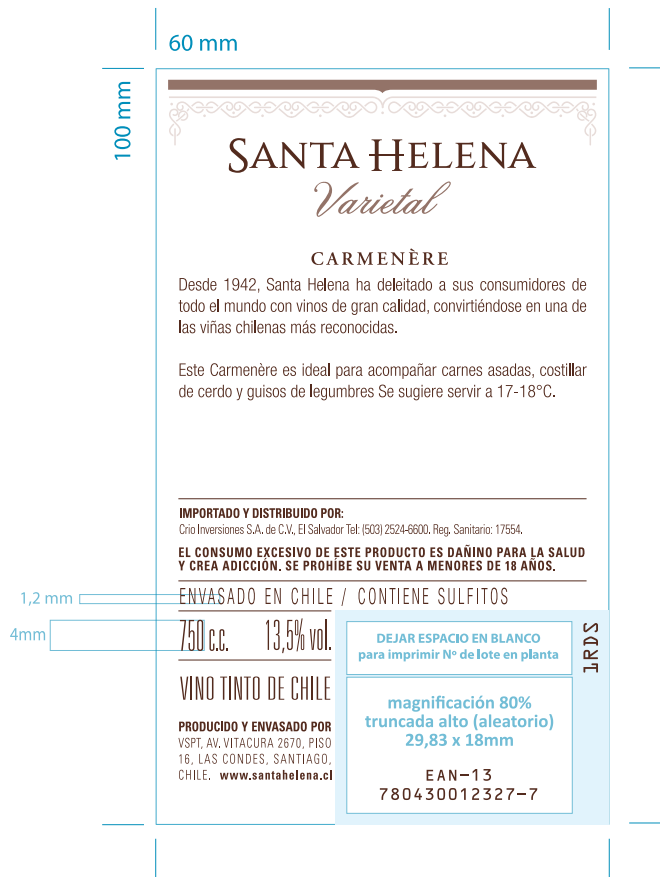 60 mm
100 mm
SANTA HELENA
Varietal
CARMENÈRE
Desde 1942, Santa Helena ha deleitado a sus consumidores de
todo el mundo con vinos de gran calidad, convirtiéndose en una de
las viñas chilenas más reconocidas.
Este Carmenère es ideal para acompañar carnes asadas, costillar
de cerdo y guisos de legumbres Se sugiere servir a 17-18°C.
IMPORTADO Y DISTRIBUIDO POR:
Crio Inversiones S.A. de C.V., El Salvador Tel: (503) 2524-6600. Reg. Sanitario: 17554.
EL CONSUMO EXCESIVO DE ESTE PRODUCTO ES DAÑINO PARA LA SALUD
Y CREA ADICCIÓN. SE PROHÍBE SU VENTA A MENORES DE 18 AÑOS.
1,2 mm
ENVASADO EN CHILE / CONTIENE SULFITOS
4mm
750 c.c. 13,5% vol.
VINO TINTO DE CHILE
PRODUCIDO Y ENVASADO POR
VSPT, AV. VITACURA 2670, PISO
16, LAS CONDES, SANTIAGO,
CHILE. www.santahelena.cl
DEJAR ESPACIO EN BLANCO
para imprimir Nº de lote en planta
1RDS
magnificación 80%
truncada alto (aleatorio)
29,83 x 18mm
EAN-13
780430012327-7